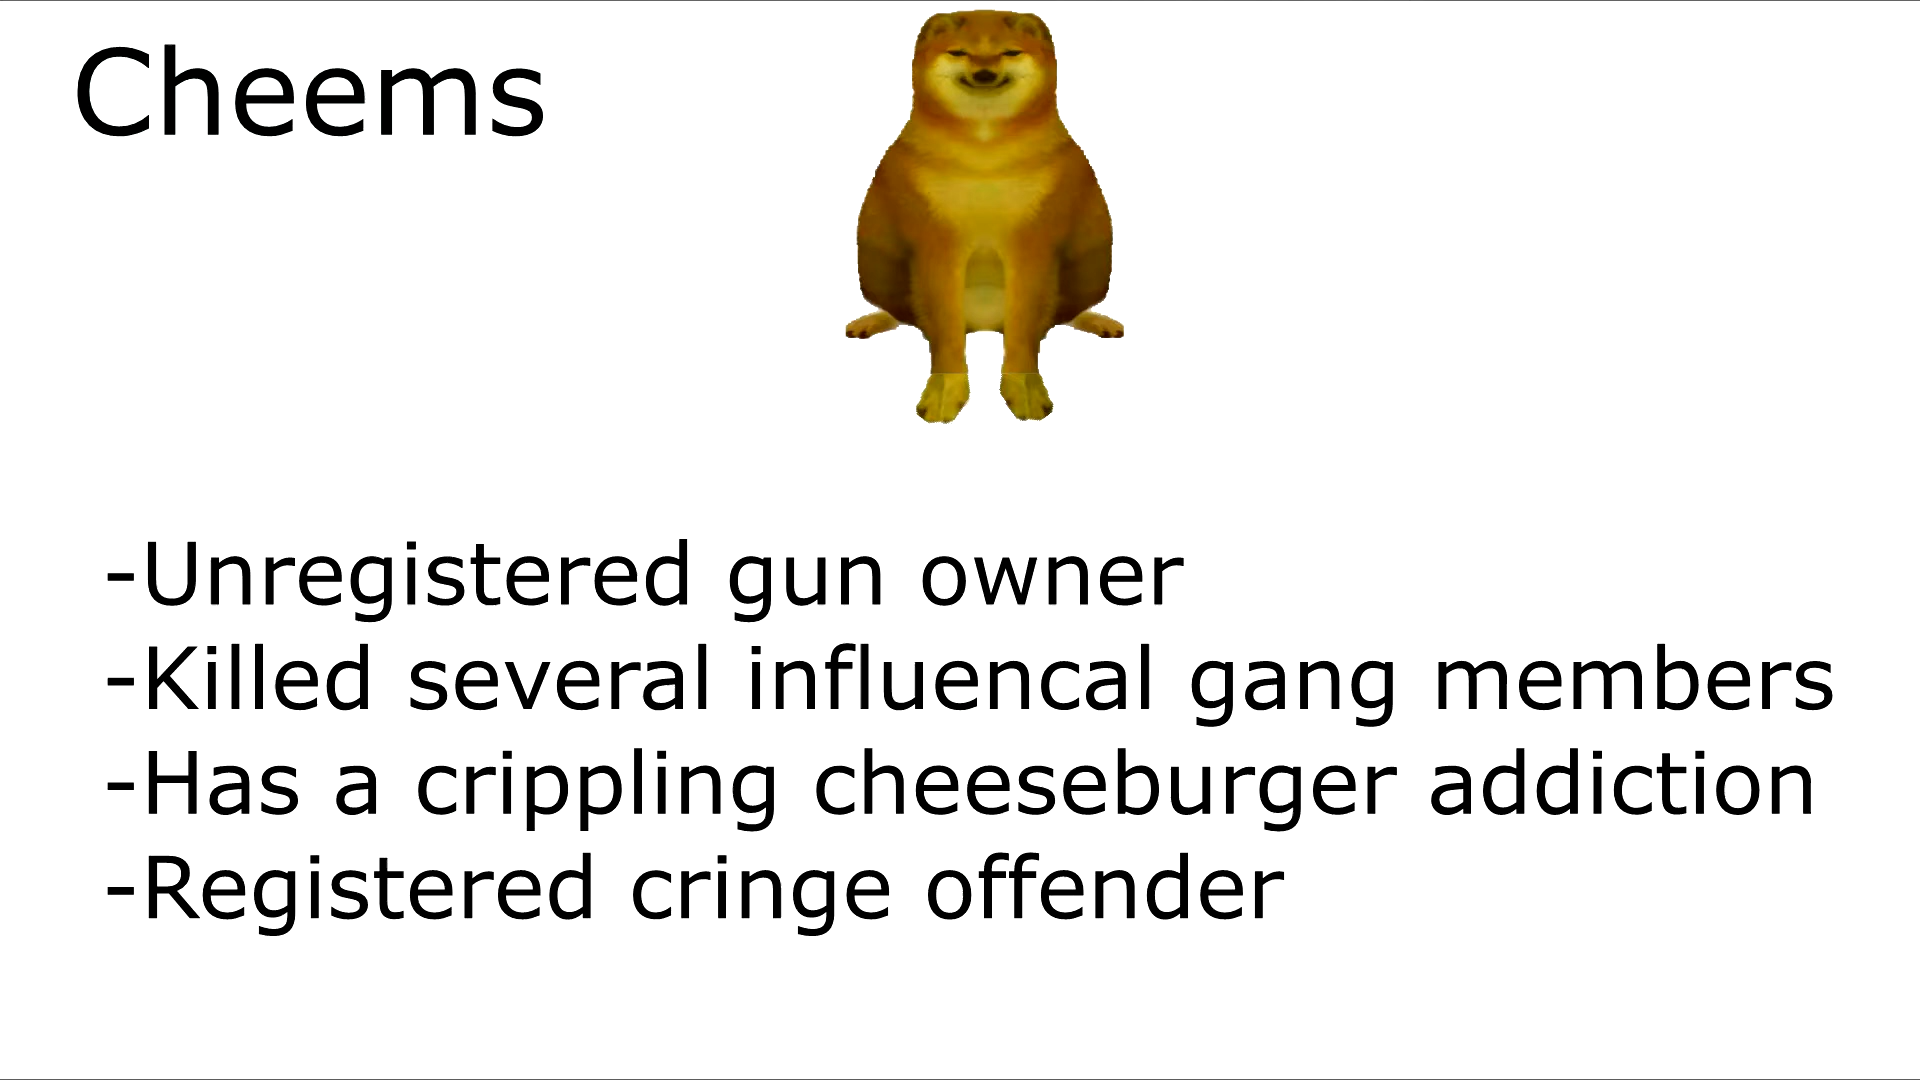 Cheems
-Unregistered gun owner
-Killed several influencal gang members
-Has a crippling cheeseburger addiction
-Registered cringe offender